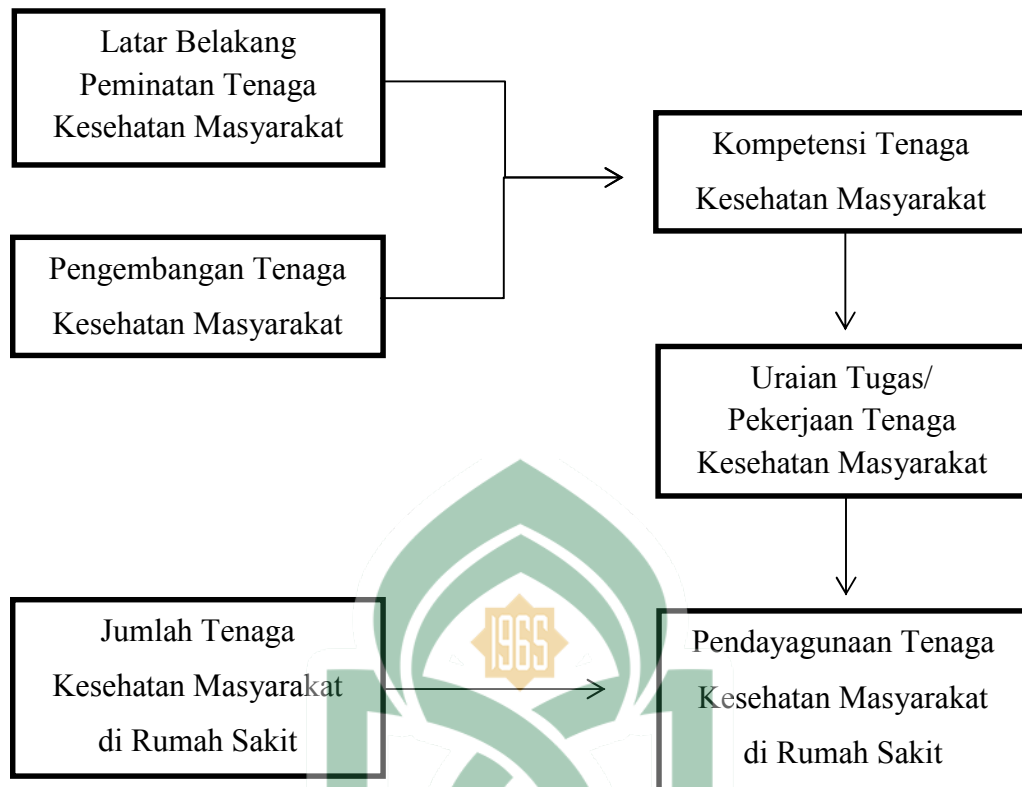 Latar Belakang
Peminatan Tenaga
Kesehatan Masyarakat
Pengembangan Tenaga
Kesehatan Masyarakat
Kompetensi Tenaga
Kesehatan Masyarakat
Uraian Tugas/
Pekerjaan Tenaga
Kesehatan Masyarakat
Jumlah Tenaga
Kesehatan Masyarakat
di Rumah Sakit
1965
Pendayagunaan Tenaga
Kesehatan Masyarakat
di Rumah Sakit